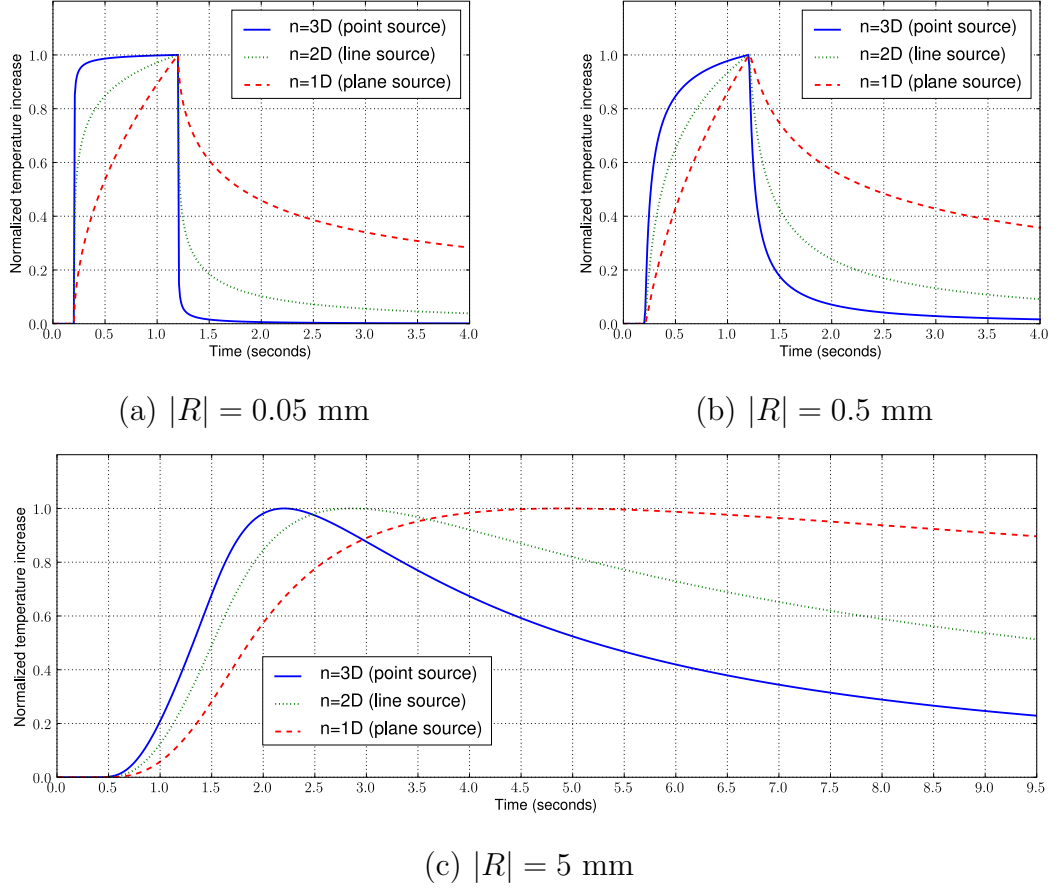 n=3D (point source)
n=2D (line source)
n=1D (plane source)
Normalized temperature increase
0.0 0.2 0.4 0.6 0.8 1.0
0.0 0.5 1.0 1.5 2.0 2.5 3.0 3.5 4.0
Time (seconds)
(a) |R| = 0.05 mm
n=3D (point source)
n=2D (line source)
n=1D (plane source)
Normalized temperature increase
0.0 0.2 0.4 0.6 0.8 1.0
0.0 0.5 1.0 1.5 2.0 2.5 3.0 3.5 4.0
Time (seconds)
(b) |R| = 0.5 mm
n=3D (point source)
n=2D (line source)
n=1D (plane source)
Normalized temperature increase
0.0 0.2 0.4 0.6 0.8 1.0
0.0 0.5 1.0 1.5 2.0 2.5 3.0 3.5 4.0 4.5 5.0 5.5 6.0 6.5 7.0 7.5 8.0 8.5 9.0 9.5
Time (seconds)
(c) |R| = 5 mm